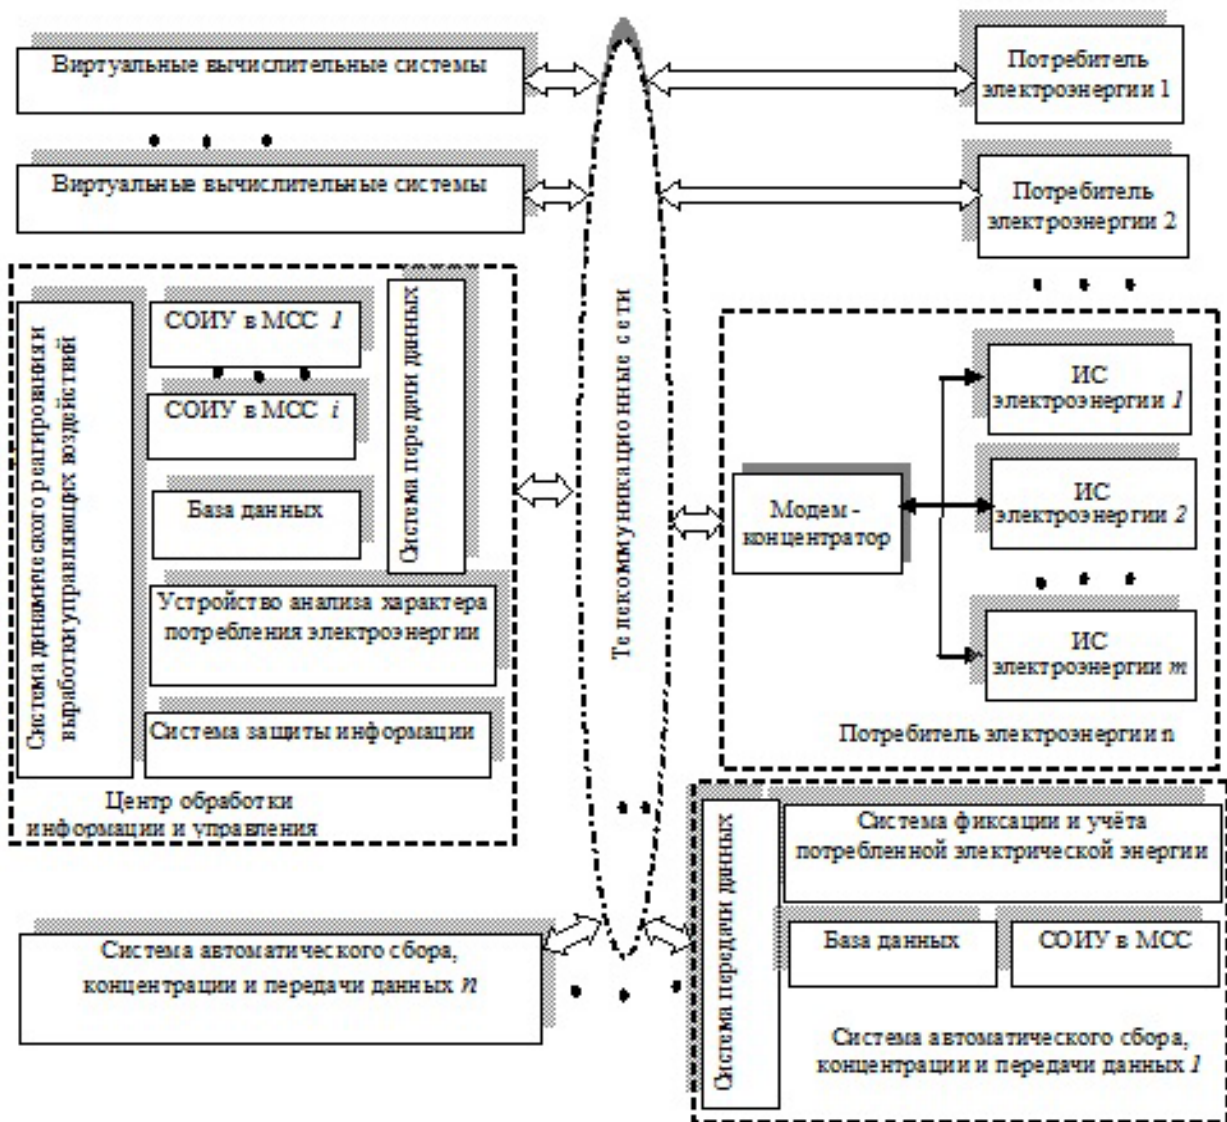 Виртуальные вычислительные системы
Потребитель
электроэнергии 1
Виртуальные вычислительные системы
Потребитель
электроэнергии 2
Система динамического реагирования и
выработки управляющих воздействий
СОИУ в МСС 1
СОИУ в МСС i
База данных
Система передачи данных
Устройство анализа характера
потребления электроэнергии
Система защиты информации
Центр обработки
информации и управления
Телекоммуникационные сети
Модем -
концентратор
ИС
электроэнергии 1
ИС
электроэнергии 2
ИС
электроэнергии m
Потребитель электроэнергии n
Система автоматического сбора,
концентрации и передачи данных n
Система передачи данных
Система фиксации и учёта
потребленной электрической энергии
База данных
СОИУ в МСС
Система автоматического сбора,
концентрации и передачи данных 1